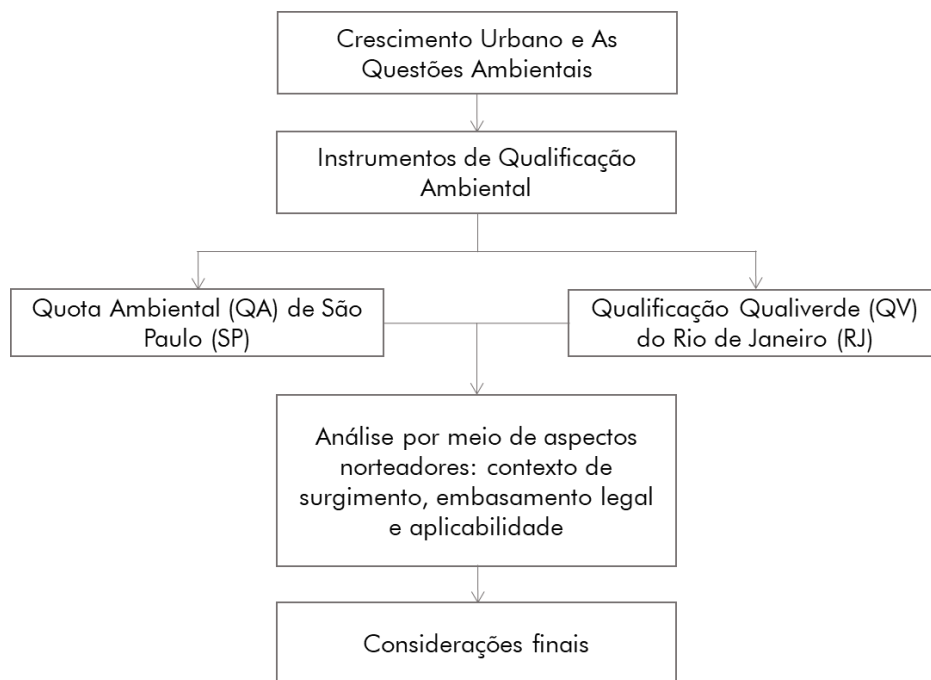 Crescimento Urbano e As
Questões Ambientais
Instrumentos de Qualificação
Ambiental
Quota Ambiental (QA) de São
Paulo (SP)
Qualificação Qualiverde (QV)
do Rio de Janeiro (RJ)
Análise por meio de aspectos
norteadores: contexto de
surgimento, embasamento legal
e aplicabilidade
Considerações finais